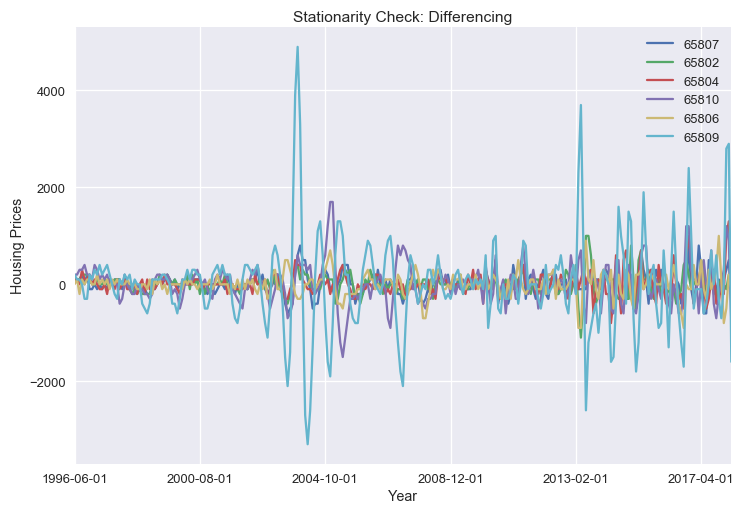 Stationarity Check: Differencing
65807
65802
65804
65810
65806
65809
4000
2000
0
−2000
Housing Prices
1996-06-01 2000-08-01 2004-10-01 2008-12-01 2013-02-01 2017-04-01
Year